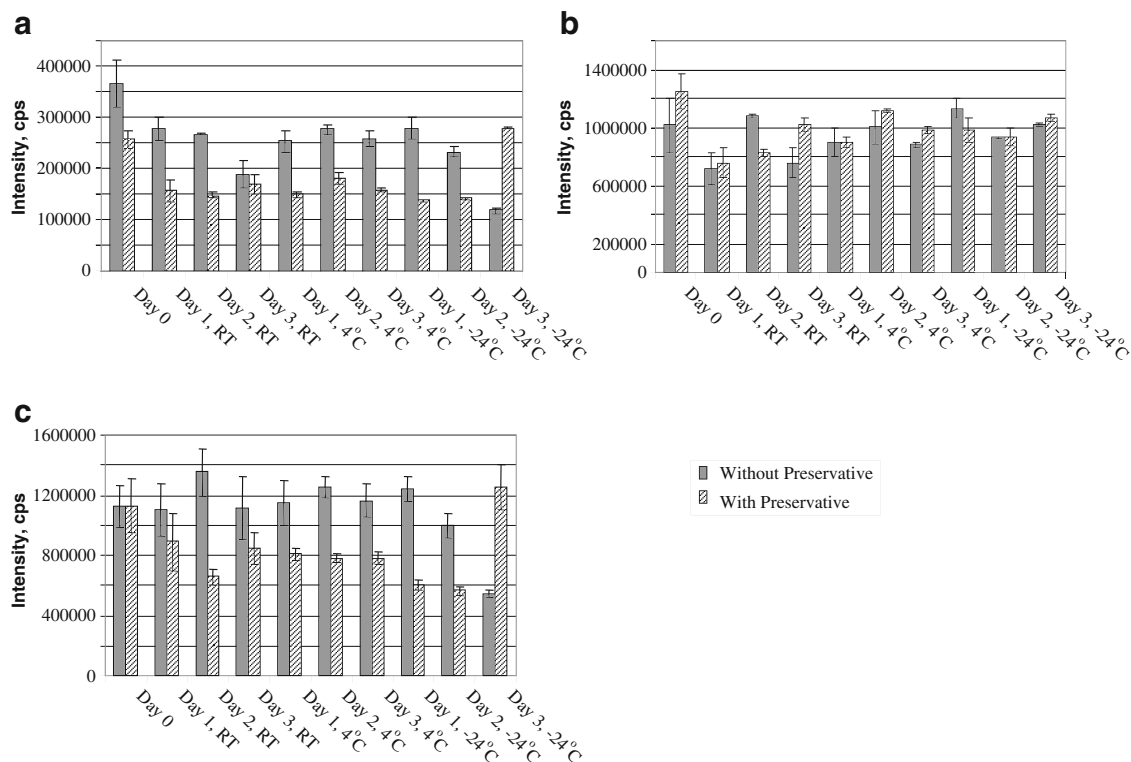 a
Intensity, cps
400000
300000
200000
100000
0
Day 0
Day 1, RT
Day 2, RT
Day 3, RT
Day 1, 4°C
Day 2, 4°C
Day 3, 4°C
Day 1, -24°C
Day 2, -24°C
Day 3, -24°C
b
Intensity, cps
1400000
1000000
600000
200000
0
Day 0
Day 1, RT
Day 2, RT
Day 3, RT
Day 1, 4°C
Day 2, 4°C
Day 3, 4°C
Day 1, -24°C
Day 2, -24°C
Day 3, -24°C
c
Intensity, cps
1600000
1200000
800000
400000
0
Day 0
Day 1, RT
Day 2, RT
Day 3, RT
Day 1, 4°C
Day 2, 4°C
Day 3, 4°C
Day 1, -24°C
Day 2, -24°C
Day 3, -24°C
Without Preservative
With Preservative